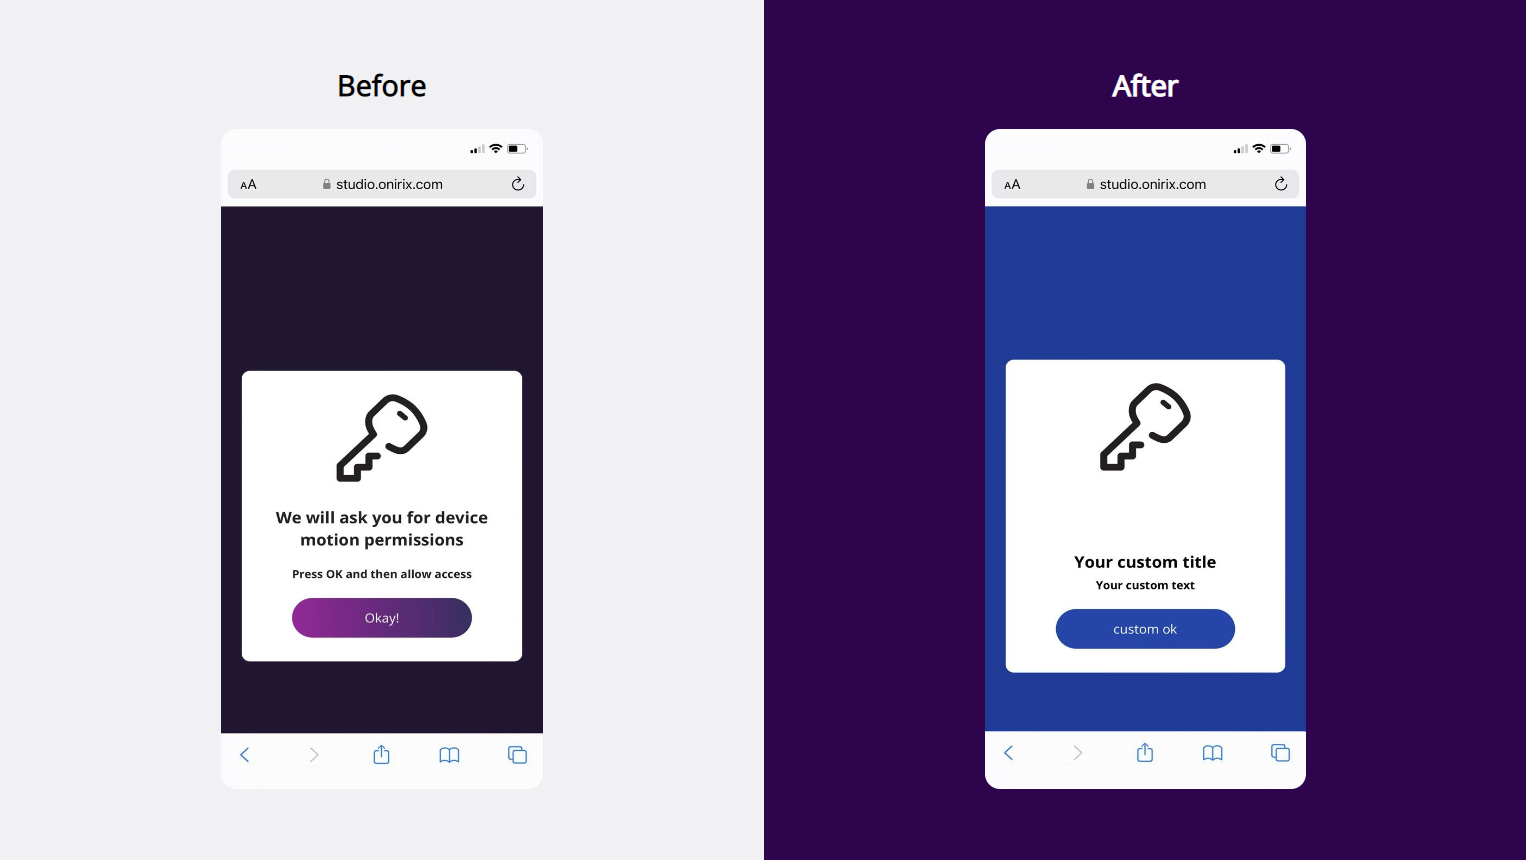 Before
AA studio.onirix.com
We will ask you for device
motion permissions
Press OK and then allow access
Okay!
After
AA studio.onirix.com
Your custom title
Your custom text
custom ok